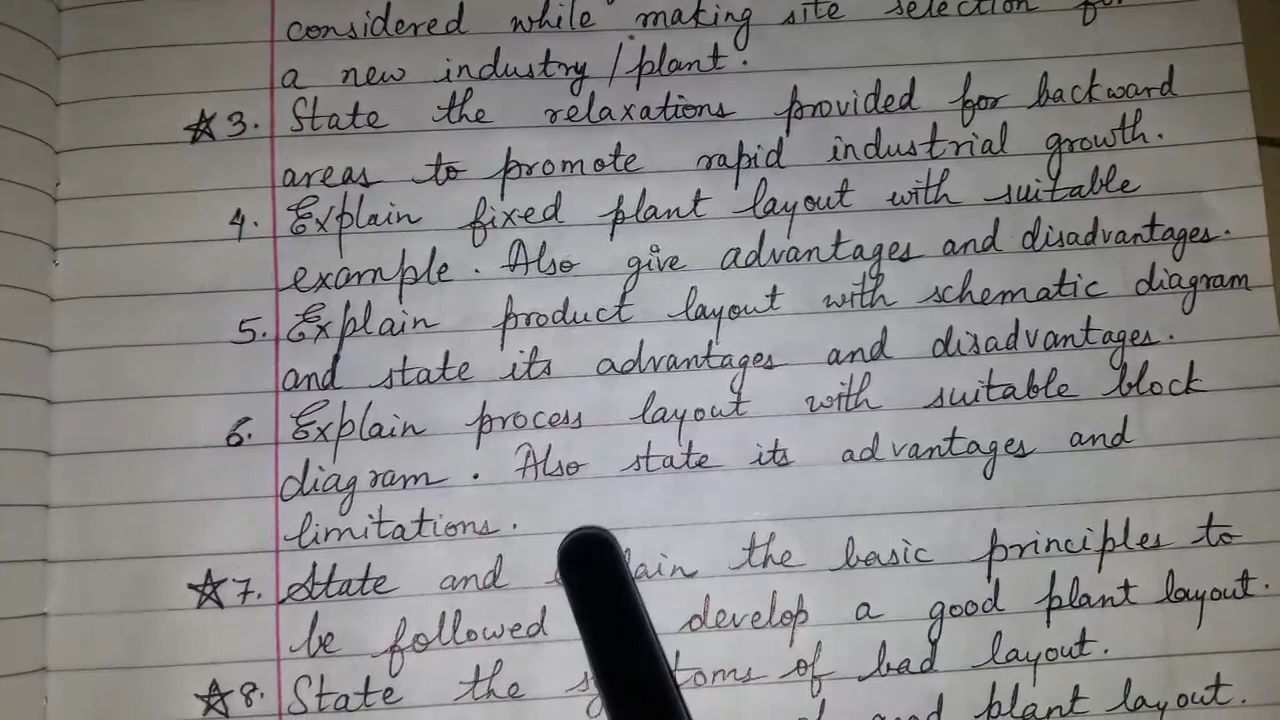 considered while making site selection
a new industry / plant.
☆3. State the relaxations provided for backward
areas to promote rapid industrial growth.
4. Explain fixed plant layout with suitable
example. Also give advantages and disadvantages.
5. Explain product layout with schematic diagram
and state its advantages and disadvantages.
6. Explain process layout with suitable block
diagram. Also state its advantages and
limitations.
☆7. State and the basic principles to
be followed develop a good plant layout.
☆8. State the of bad layout.
plant layout.